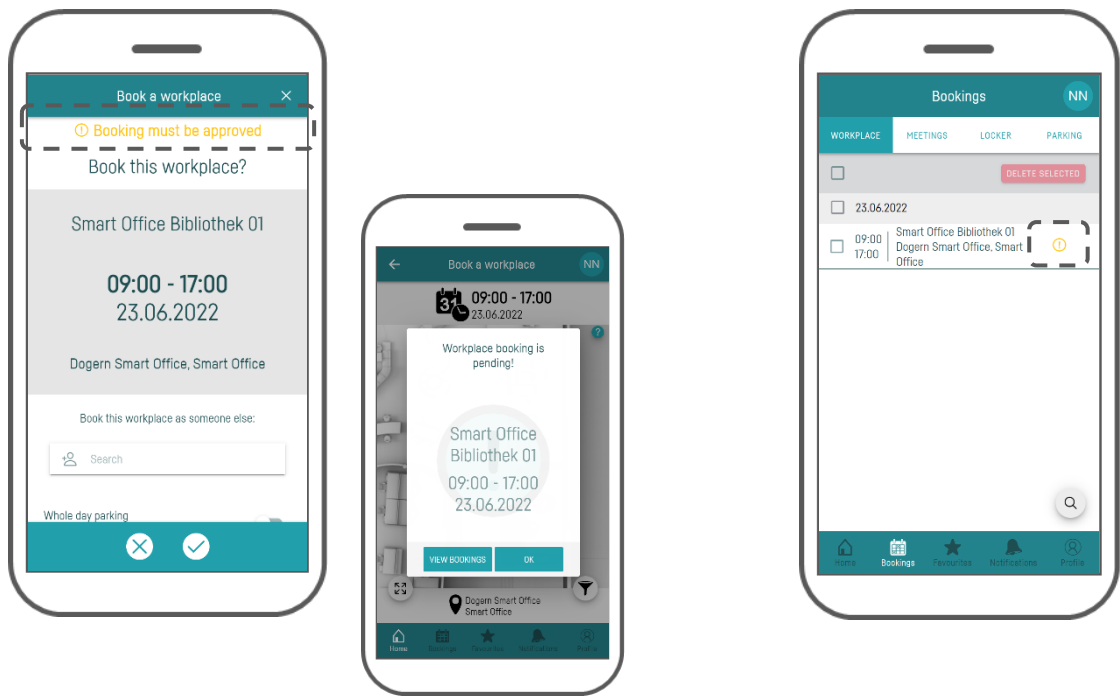 Book a workplace
Booking must be approved
Book this workplace?
Smart Office Bibliothek 01
09:00 - 17:00
23.06.2022
Dogern Smart Office, Smart Office
Book this workplace as someone else:
Search
Whole day parking
Book a workplace NN
31 09:00 - 17:00
23.06.2022
?
Workplace booking is
pending!
Smart Office
Bibliothek 01
09:00 - 17:00
23.06.2022
VIEW BOOKINGS OK
Dogern Smart Office
Smart Office
Home Bookings Favourites Notifications Profile
Bookings NN
WORKPLACE MEETINGS LOCKER PARKING
DELETE SELECTED
23.06.2022
09:00
17:00
Smart Office Bibliothek 01
Dogern Smart Office, Smart
Office
Home Bookings Favourites Notifications Profile